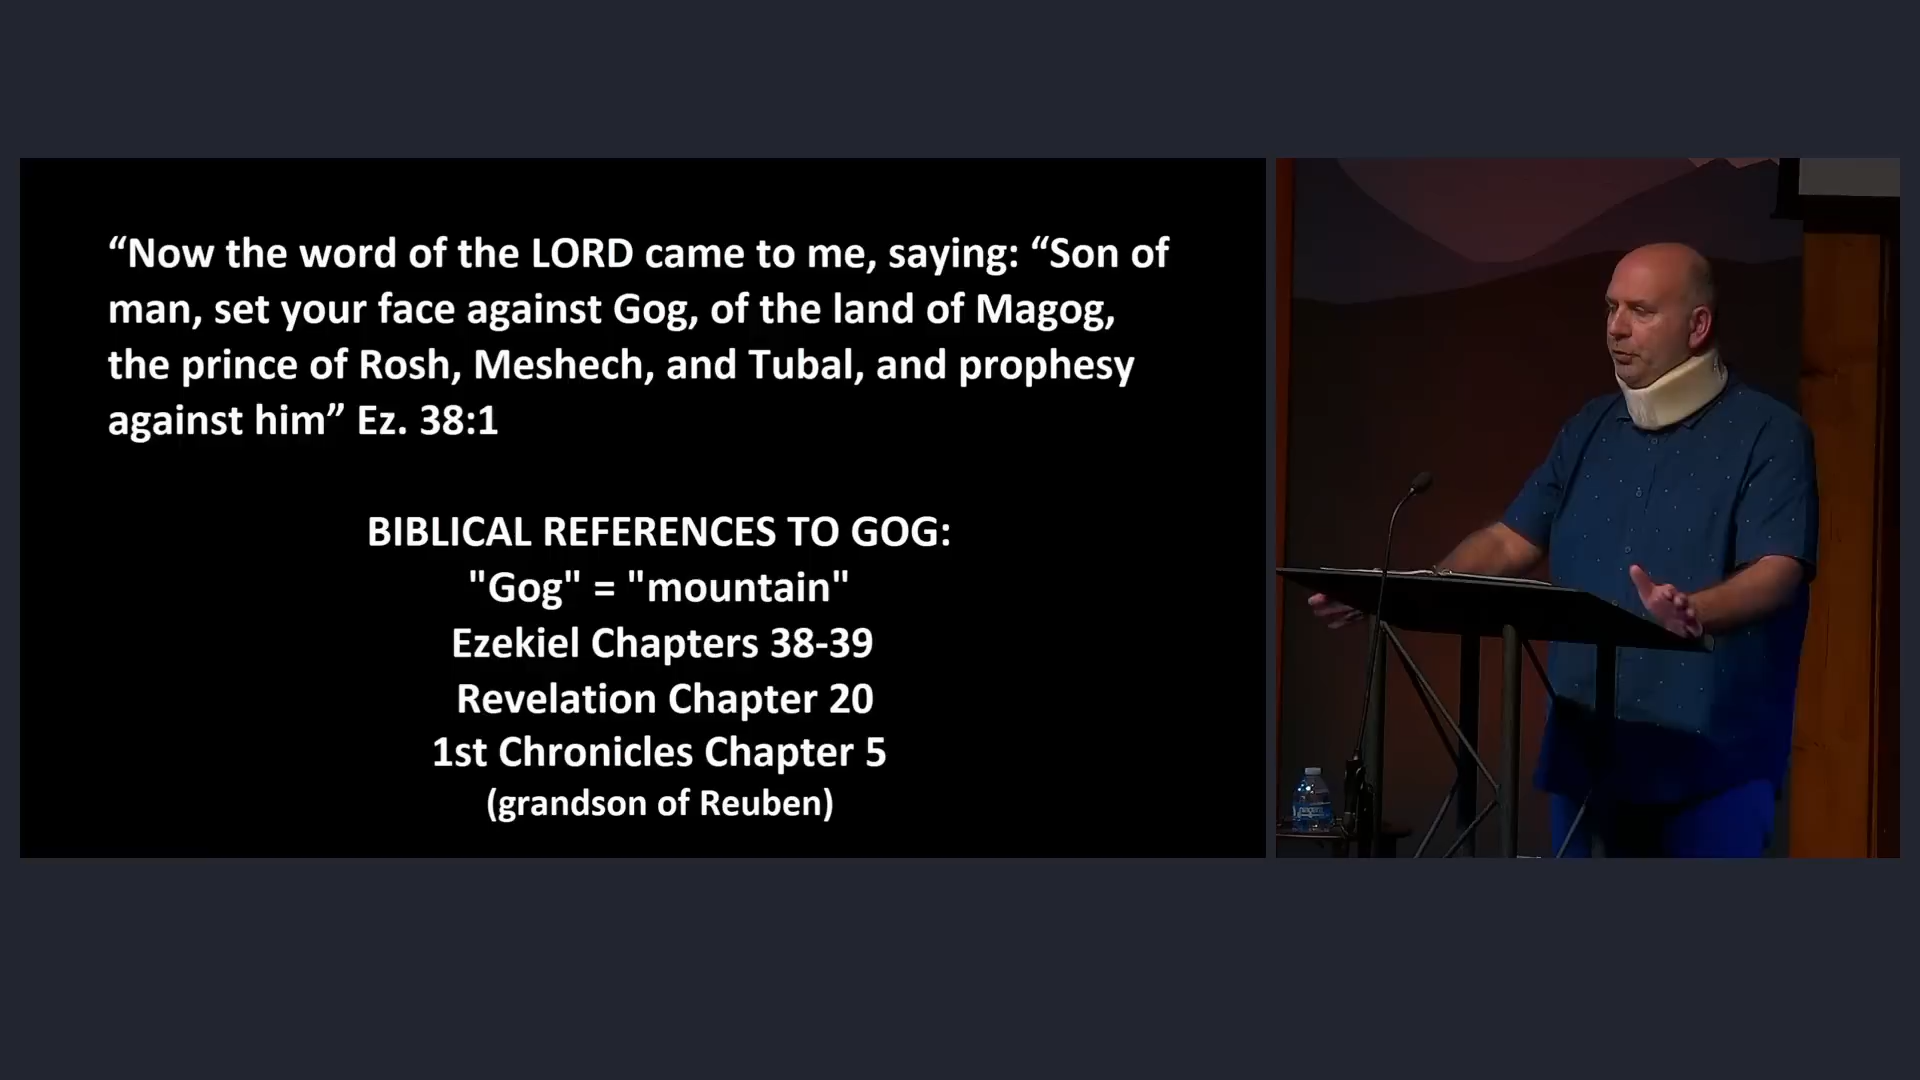 “Now the word of the LORD came to me, saying: “Son of
man, set your face against Gog, of the land of Magog,
the prince of Rosh, Meshech, and Tubal, and prophesy
against him” Ez. 38:1
BIBLICAL REFERENCES TO GOG:
"Gog" = "mountain"
Ezekiel Chapters 38-39
Revelation Chapter 20
1st Chronicles Chapter 5
(grandson of Reuben)